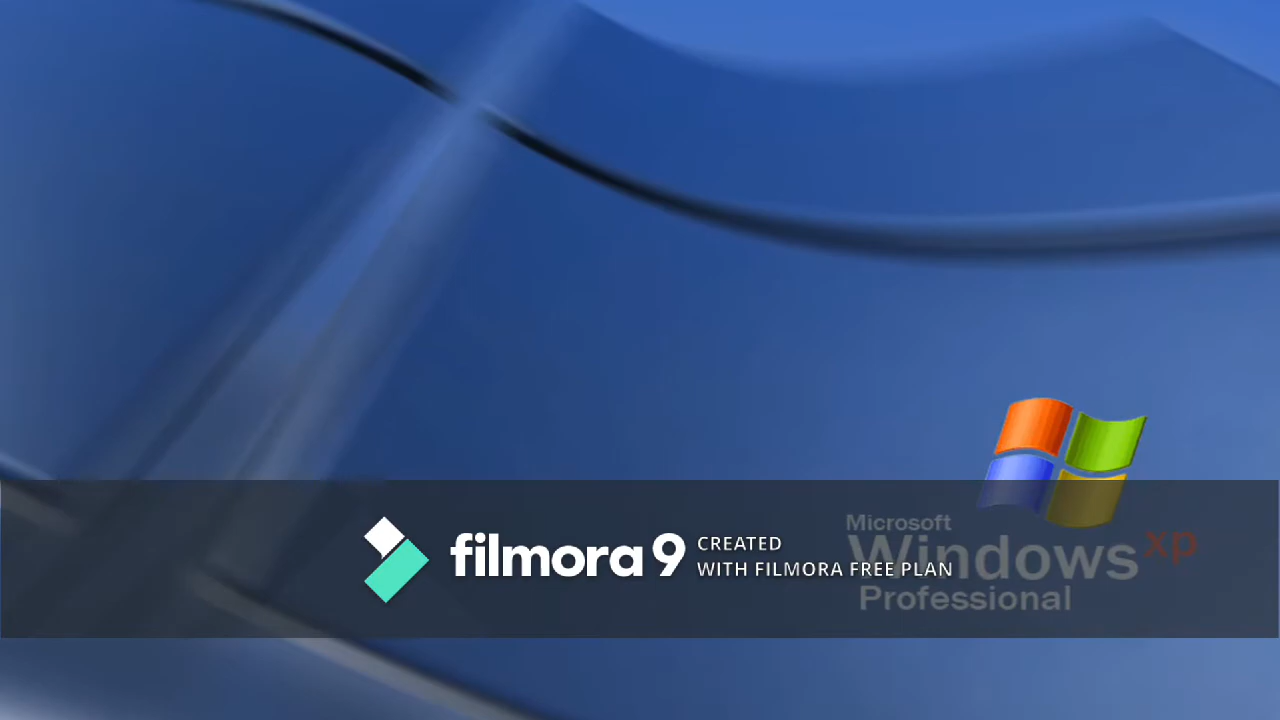 filmora 9
CREATED
WITH FILMORA FREE PLAN
Microsoft
Windows xp
Professional